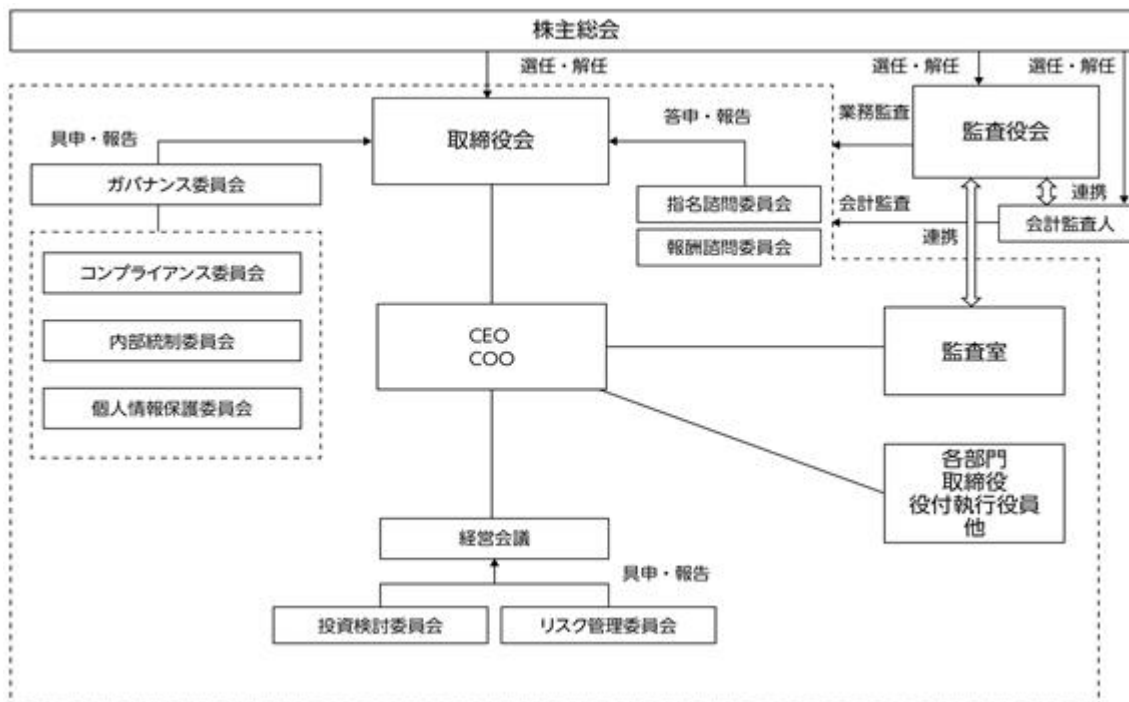 株主総会
選任・解任
選任・解任
選任・解任
取締役会
答申・報告
業務監査
監査役会
具申・報告
ガバナンス委員会
指名諮問委員会
会計監査
連携
会計監査人
報酬諮問委員会
連携
コンプライアンス委員会
内部統制委員会
個人情報保護委員会
CEO
COO
監査室
各部門
取締役
役付執行役員
他
経営会議
具申・報告
投資検討委員会
リスク管理委員会